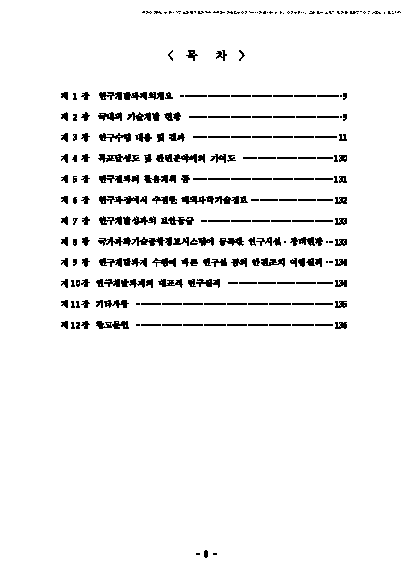 < 목 차 >
제 1 장 연구개발과제의개요 9
제 2 장 국내외 기술개발 현황 9
제 3 장 연구수행 내용 및 결과 11
제 4 장 목표달성도 및 관련분야에의 기여도 130
제 5 장 연구결과의 활용계획 등 131
제 6 장 연구과정에서 수집한 해외과학기술정보 132
제 7 장 연구개발성과의 보안등급 133
제 8 장 국가과학기술종합정보시스템에 등록한 연구시설·장비현황 133
제 9 장 연구개발과제 수행에 따른 연구실 등의 안전조치 이행실적 134
제10장 연구개발과제의 대표적 연구실적 134
제11장 기타사항 135
제12장 참고문헌 136
- 8 -